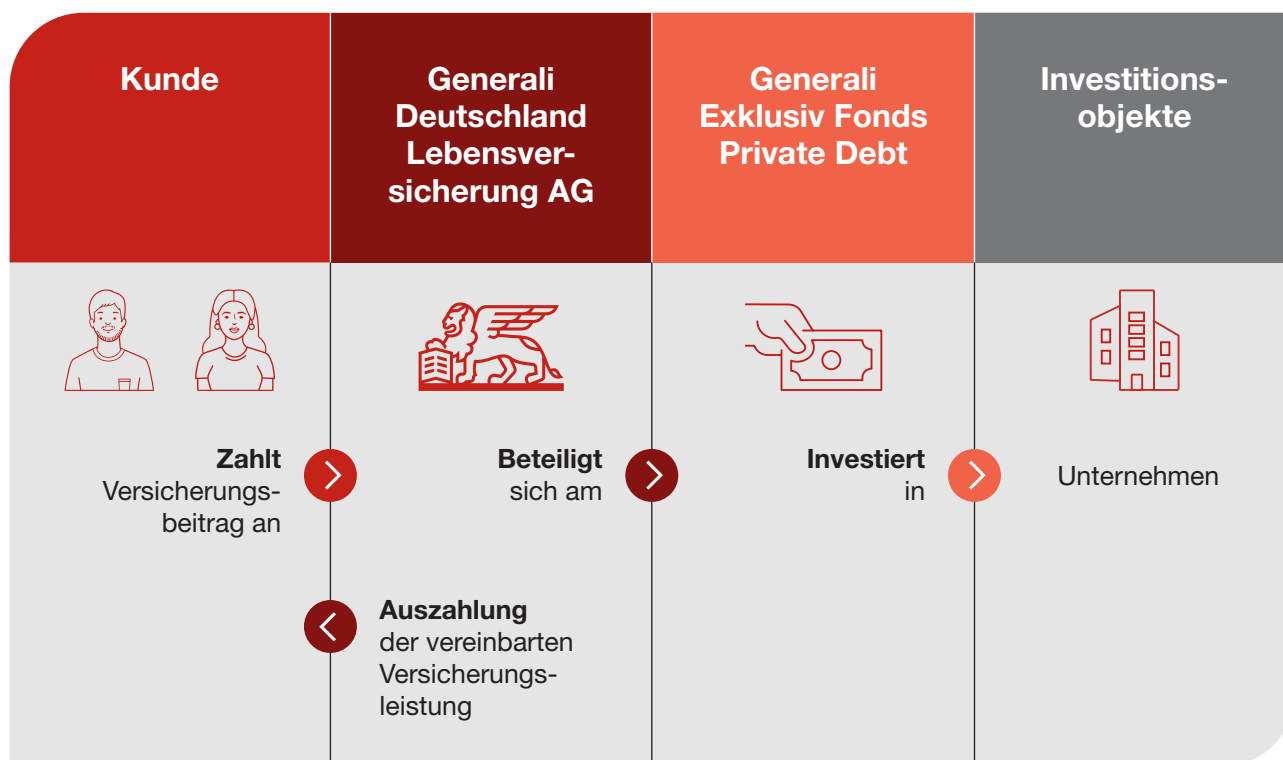 Kunde
Generali
Deutschland
Lebensver-
sicherung AG
Generali
Exklusiv Fonds
Private Debt
Investitions-
objekte
Zahlt
Versicherungs-
beitrag an
Beteiligt
sich am
Investiert
in
Unternehmen
Auszahlung
der vereinbarten
Versicherungs-
leistung